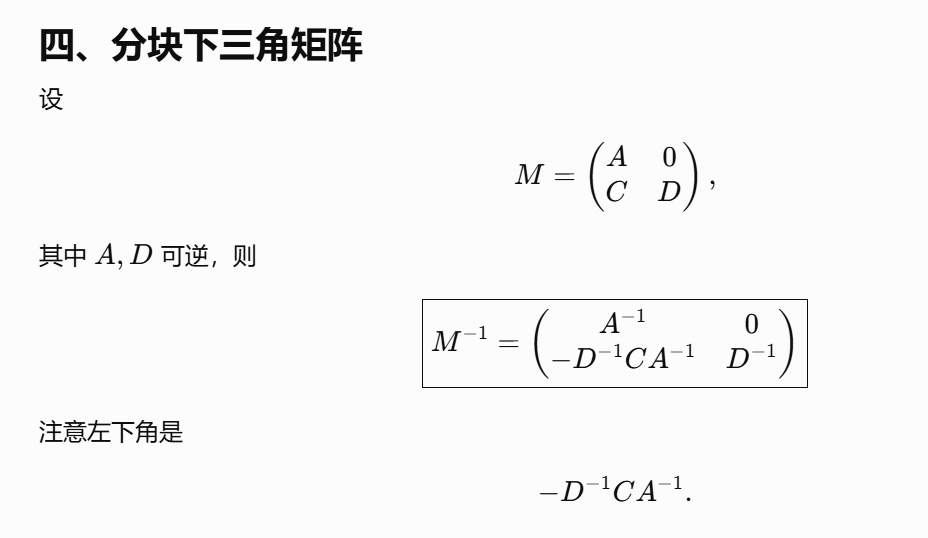 四、分块下三角矩阵
设
$$M = \begin{pmatrix} A & 0 \\ C & D \end{pmatrix},$$
其中 $A, D$ 可逆，则
$$\boxed{M^{-1} = \begin{pmatrix} A^{-1} & 0 \\ -D^{-1}CA^{-1} & D^{-1} \end{pmatrix}}$$
注意左下角是
$$-D^{-1}CA^{-1}.$$